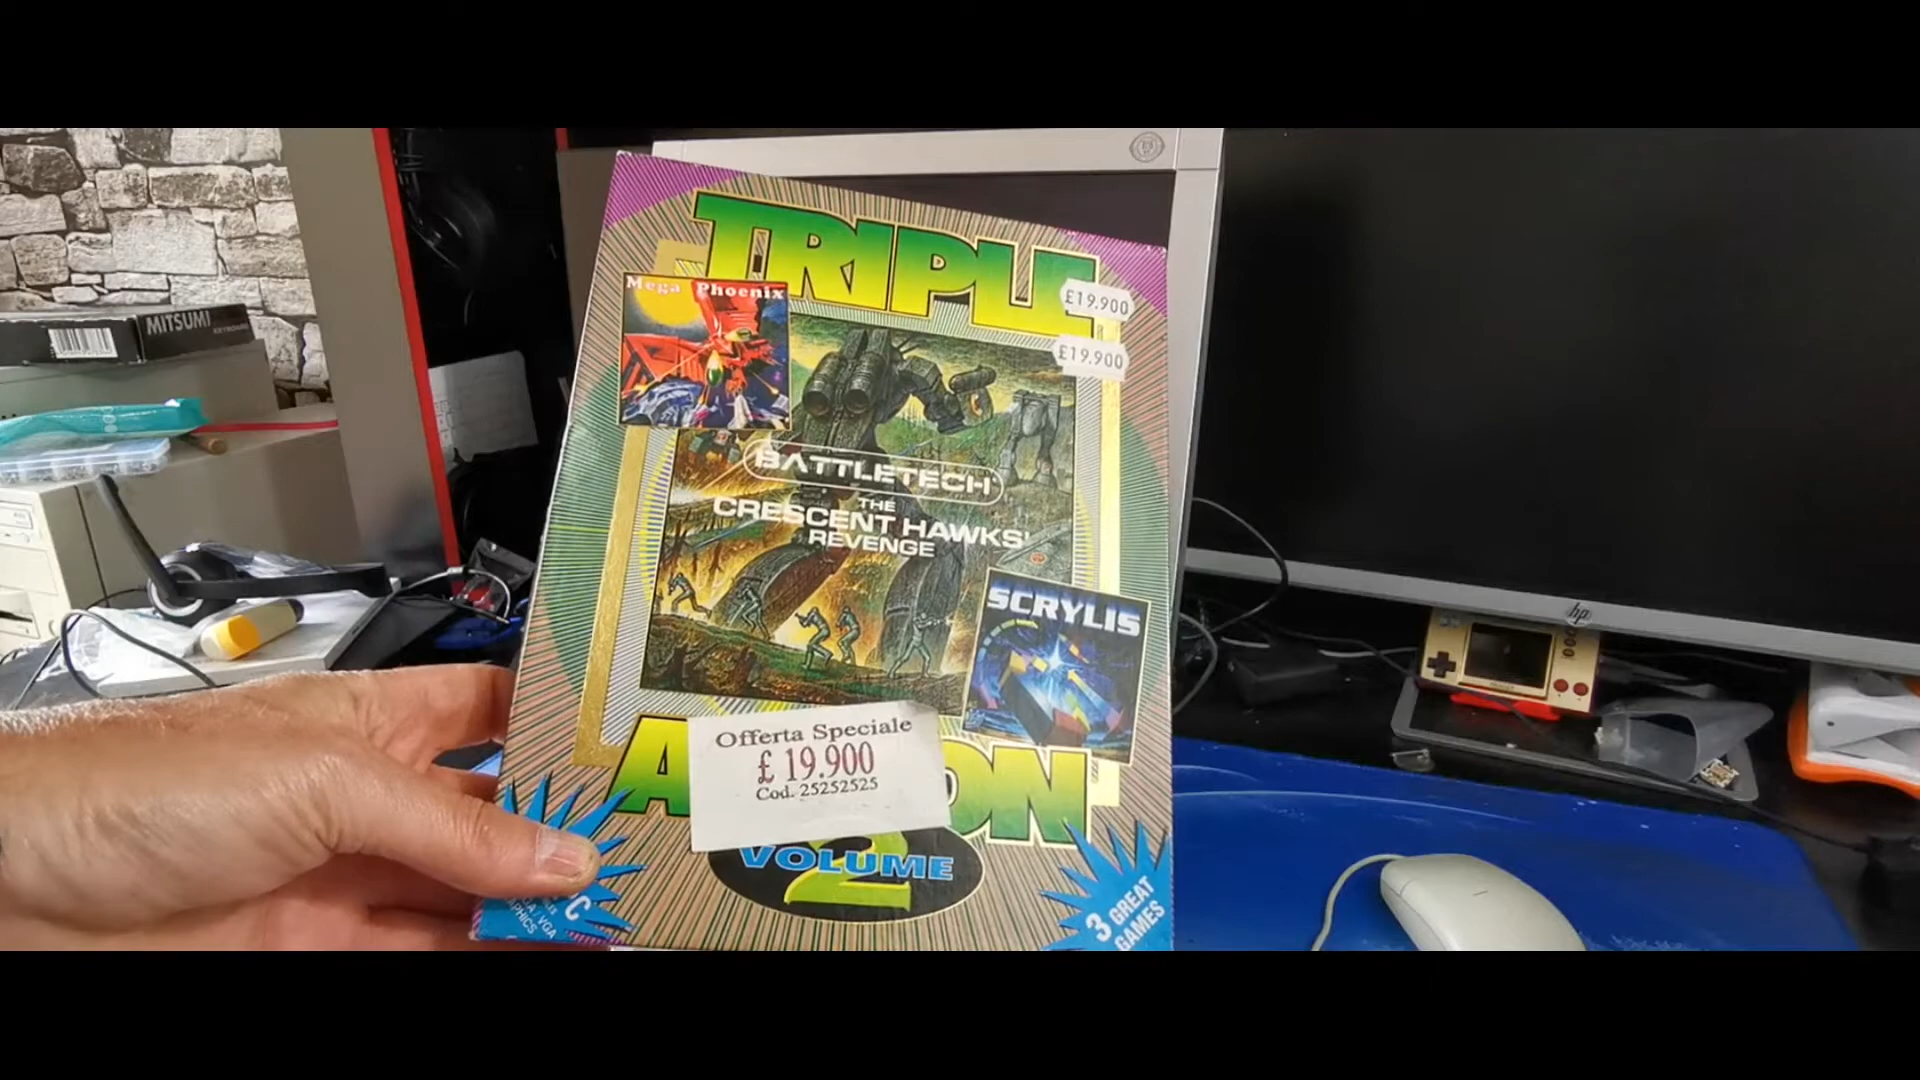 MITSUMI
KEYBOARD
TRIPLE
Mega Phoenix
£19.900
£19.900
BATTLETECH
THE
CRESCENT HAWKS'
REVENGE
SCRYLIS
Offerta Speciale
£ 19.900
Cod. 25252525
VOLUME
2
3 GREAT
GAMES
hp